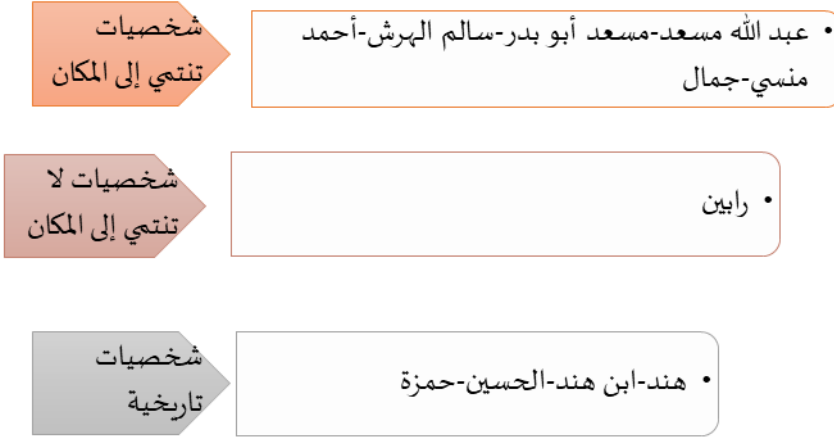 شخصيات
تنتمي إلى المكان
• عبد الله مسعد-مسعد أبو بدر-سالم الهرش-أحمد
منسي-جمال
شخصيات لا
تنتمي إلى المكان
• رابين
شخصيات
تاريخية
• هند-ابن هند-الحسين-حمزة